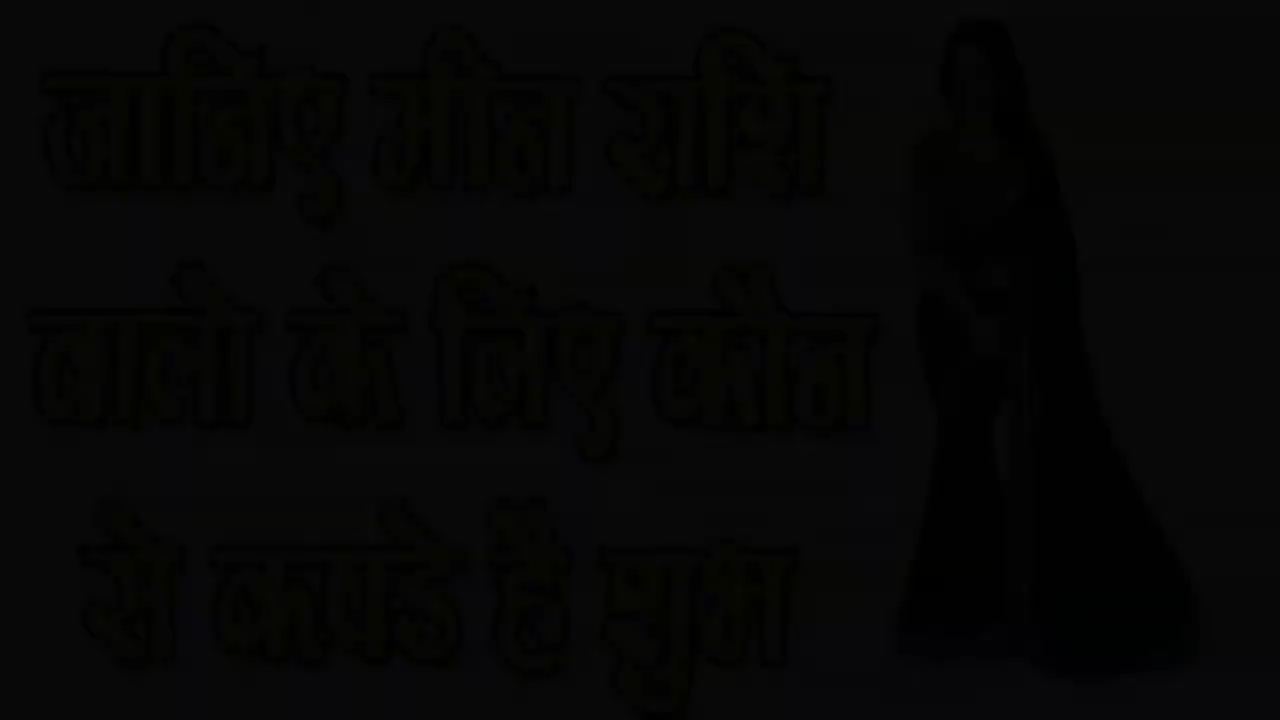 जानिए मीन राशि
वालो के लिए कौन
से कपडे है शुभ